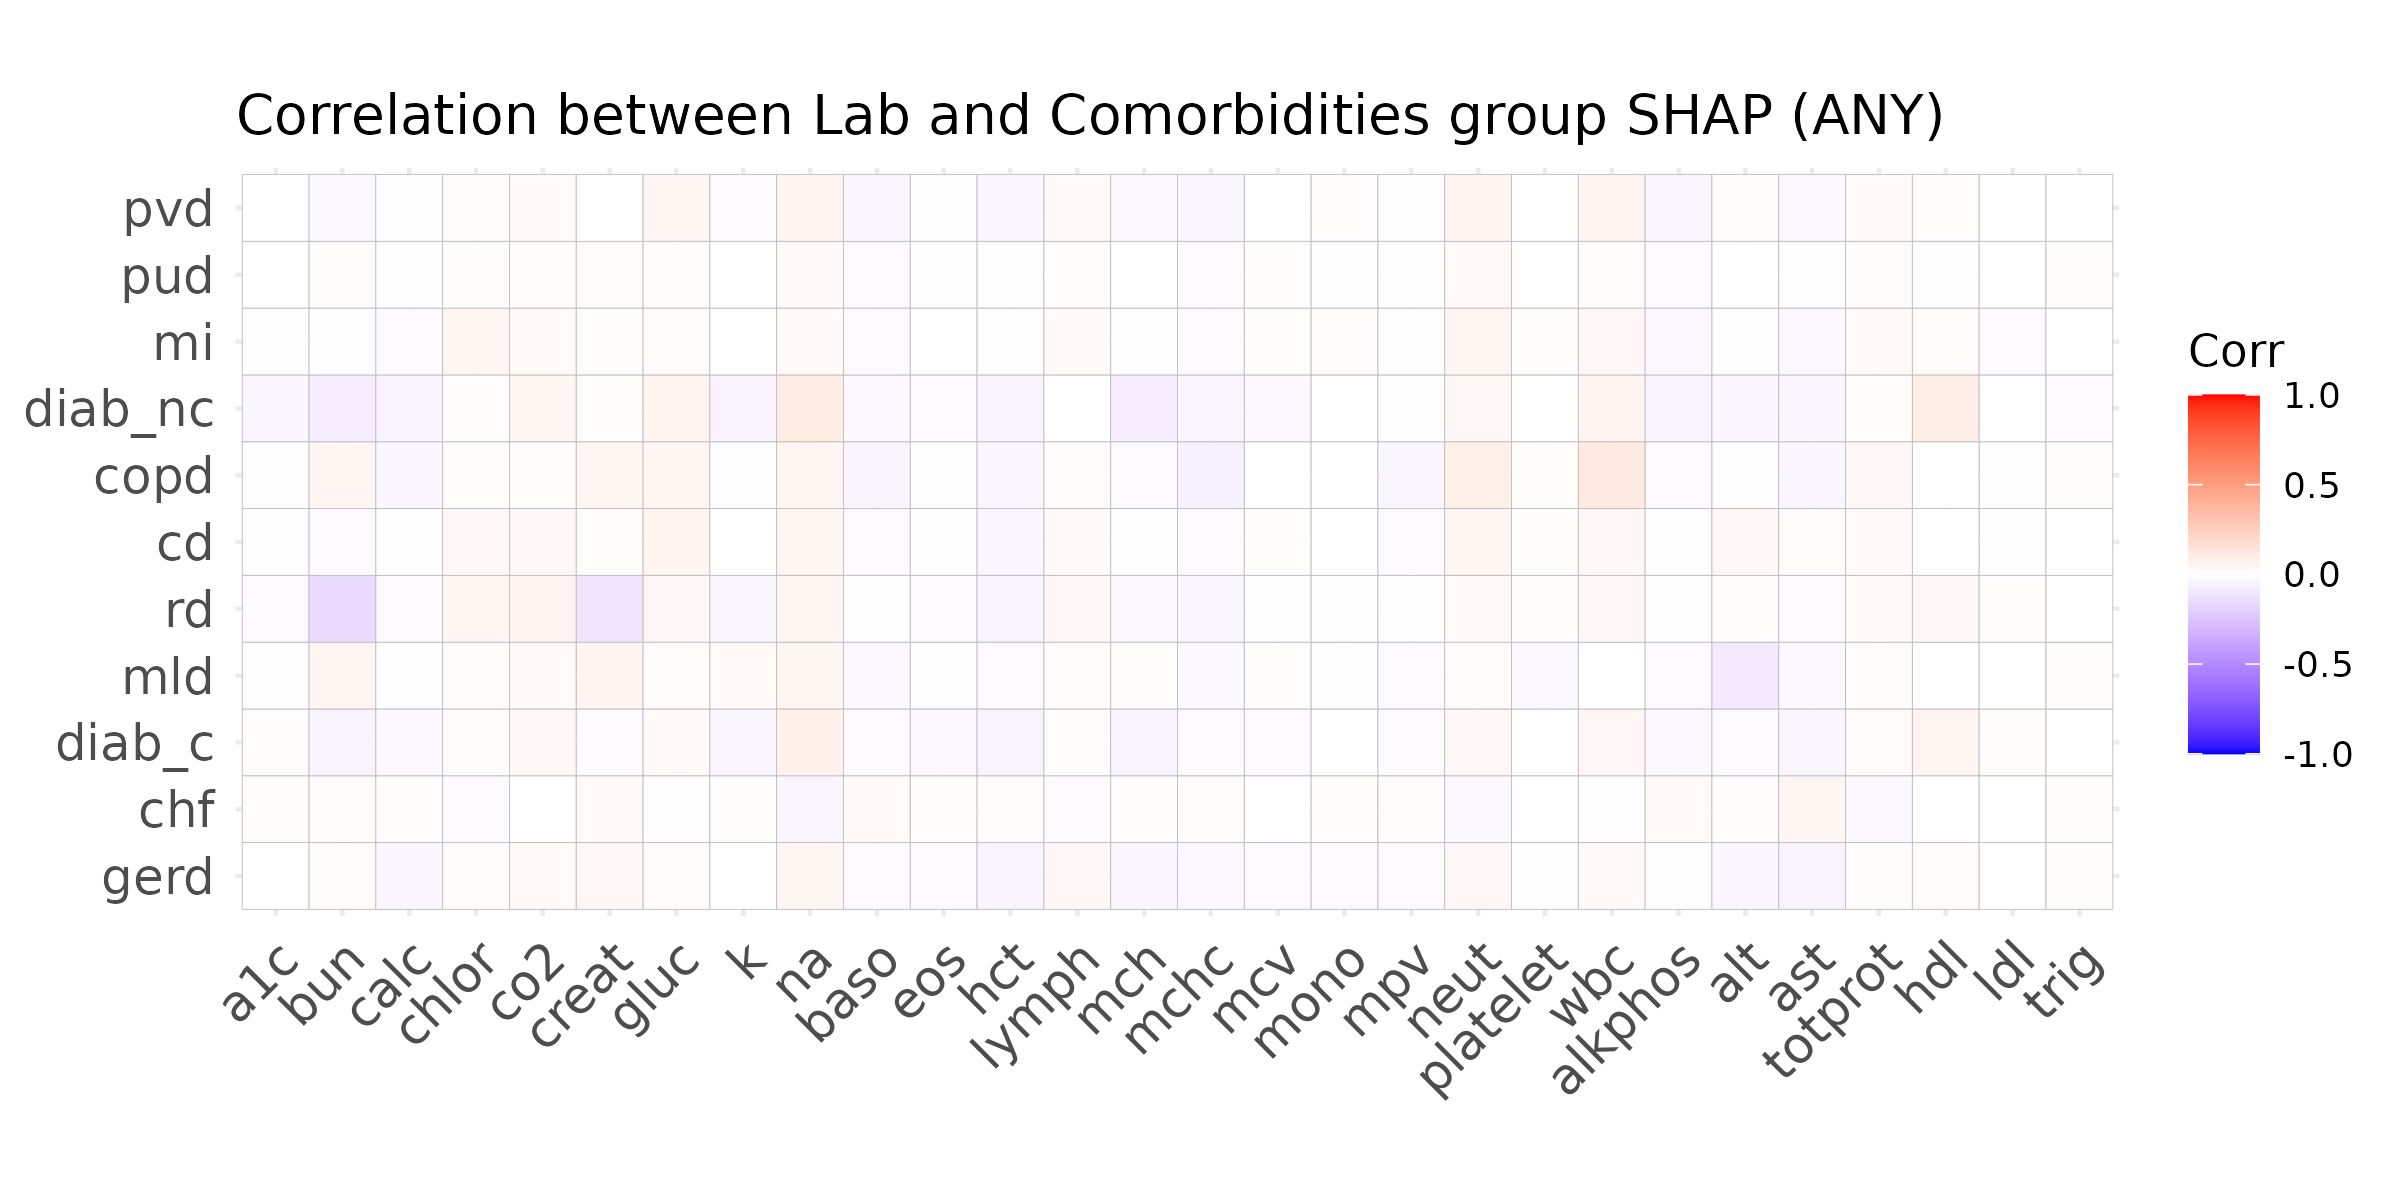 Correlation between Lab and Comorbidities group SHAP (ANY)
pvd
pud
mi
diab_nc
copd
cd
rd
mld
diab_c
chf
gerd
a1c
bun
calc
chlor
co2
creat
gluc
k
na
baso
eos
hct
lymph
mch
mchc
mcv
mono
mpv
neut
platelet
wbc
alkphos
alt
ast
totprot
hdl
ldl
trig
Corr
1.0
0.5
0.0
-0.5
-1.0